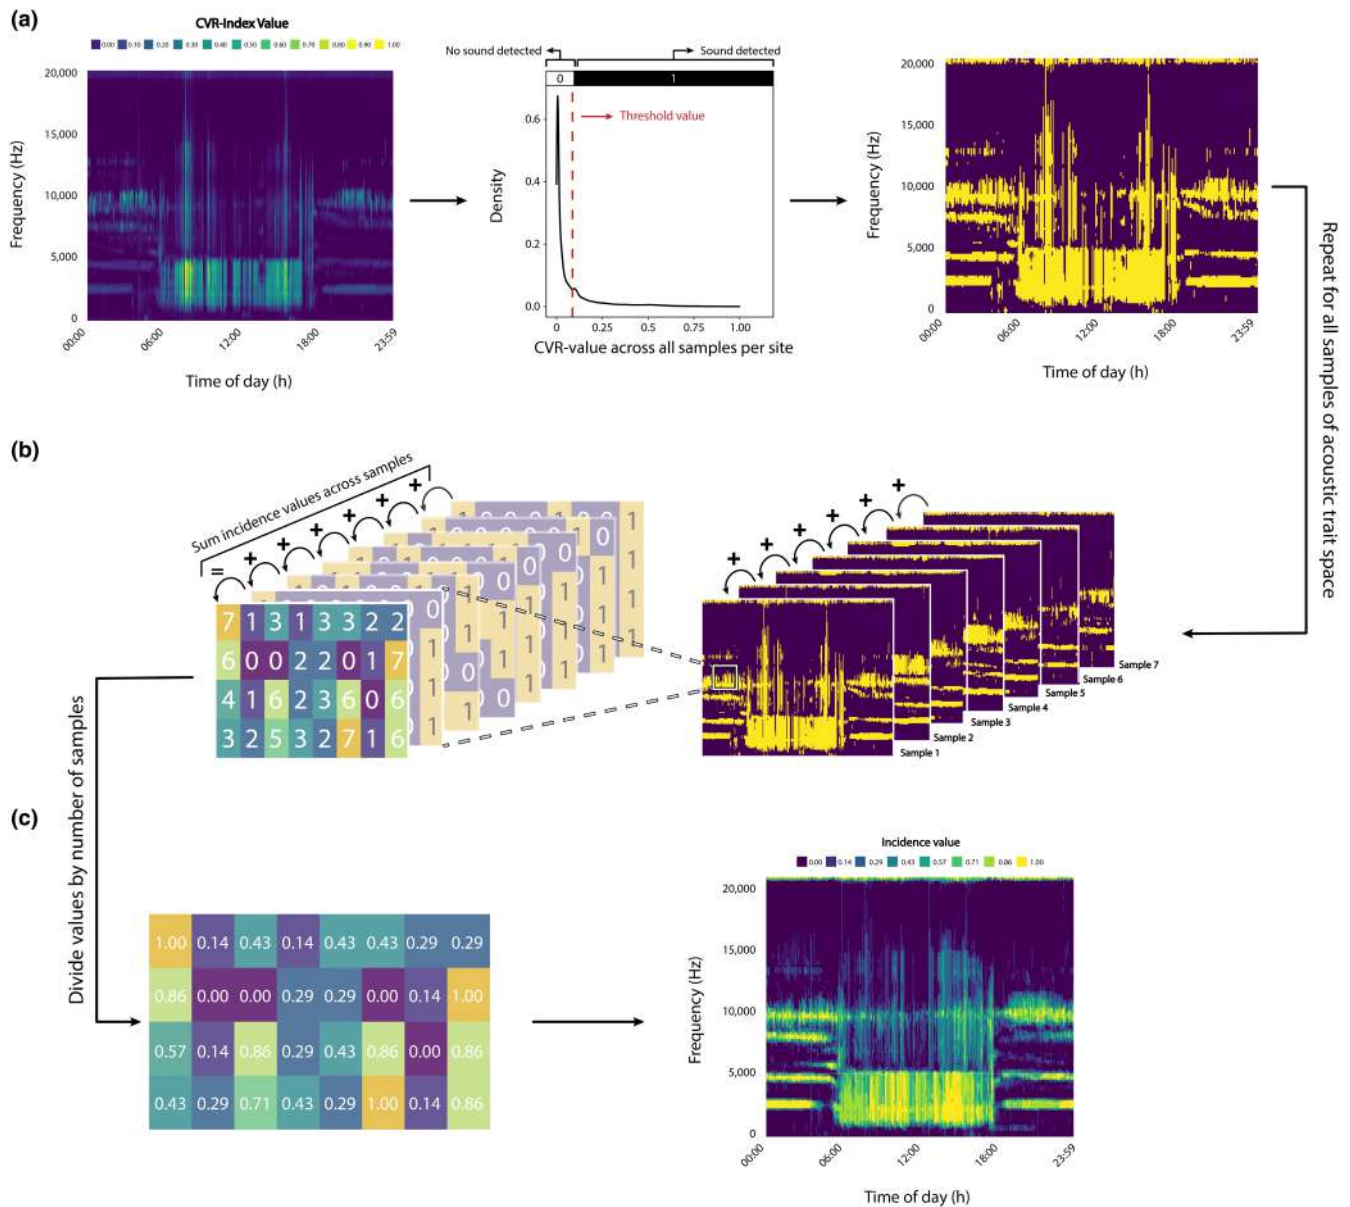 (a)
CVR-Index Value
0.00 0.10 0.20 0.30 0.40 0.50 0.60 0.70 0.80 0.90 1.00
20,000
15,000
10,000
5,000
0
Frequency (Hz)
00:00 06:00 12:00 18:00 23:59
Time of day (h)
No sound detected
Sound detected
0 1
Threshold value
0.6
0.4
0.2
0.0
Density
0 0.25 0.5 0.75 1.00
CVR-value across all samples per site
20,000
15,000
10,000
5,000
0
Frequency (Hz)
00:00 06:00 12:00 18:00 23:59
Time of day (h)
Repeat for all samples of acoustic trait space
(b)
Sum incidence values across samples
= + + + + + +
7 1 3 1 3 3 2 2
6 0 0 2 2 0 1 7
4 1 6 2 3 6 0 6
3 2 5 3 2 7 1 6
+ + + + + +
Sample 1
Sample 2
Sample 3
Sample 4
Sample 5
Sample 6
Sample 7
Divide values by number of samples
(c)
1.00 0.14 0.43 0.14 0.43 0.43 0.29 0.29
0.86 0.00 0.00 0.29 0.29 0.00 0.14 1.00
0.57 0.14 0.86 0.29 0.43 0.86 0.00 0.86
0.43 0.29 0.71 0.43 0.29 1.00 0.14 0.86
Incidence value
0.00 0.14 0.29 0.43 0.57 0.71 0.86 1.00
20,000
15,000
10,000
5,000
0
Frequency (Hz)
00:00 06:00 12:00 18:00 23:59
Time of day (h)